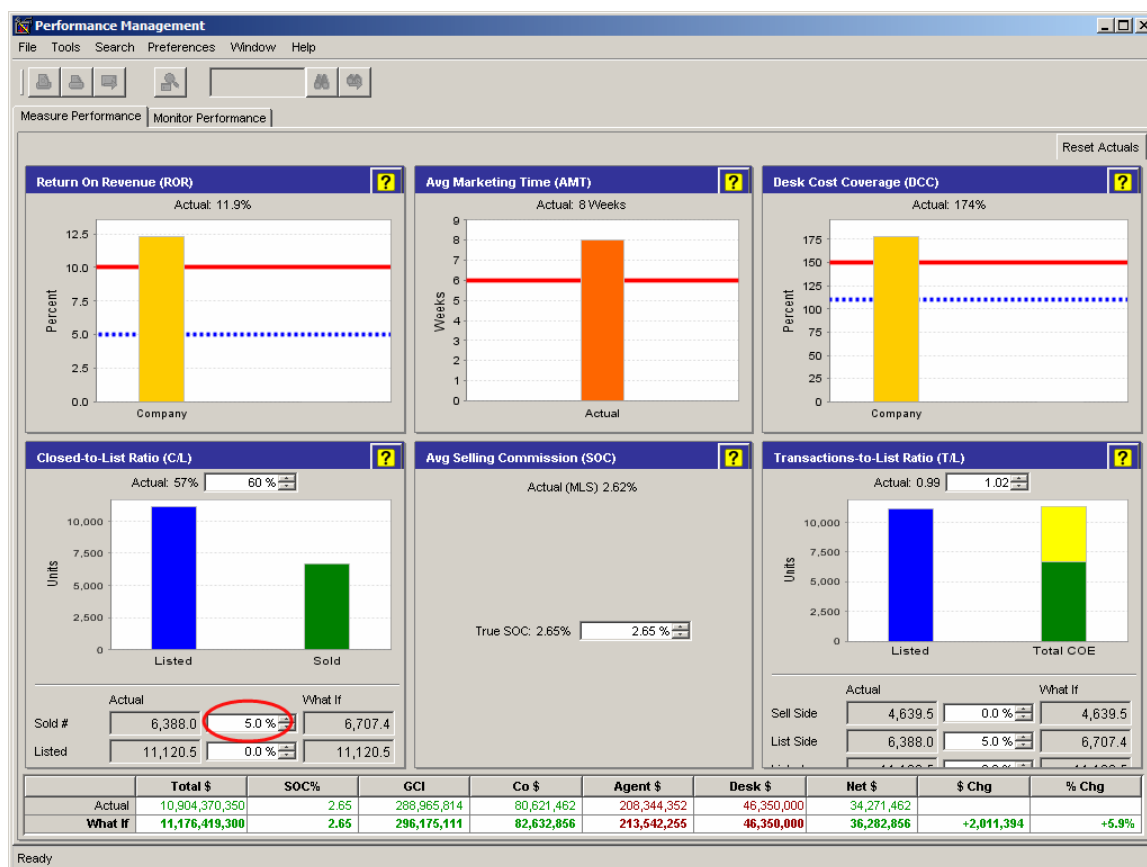 Performance Management
File Tools Search Preferences Window Help
Measure Performance Monitor Performance
Reset Actuals
Return On Revenue (ROR) ?
Actual: 11.9%
12.5
10.0
7.5
5.0
2.5
0.0
Percent
Company
Avg Marketing Time (AMT) ?
Actual: 8 Weeks
9
8
7
6
5
4
3
2
1
0
Weeks
Actual
Desk Cost Coverage (DCC) ?
Actual: 174%
175
150
125
100
75
50
25
0
Percent
Company
Closed-to-List Ratio (C/L) ?
Actual: 57% 60 %
10,000
7,500
5,000
2,500
0
Units
Listed Sold
Actual What If
Sold # 6,388.0 5.0 % 6,707.4
Listed 11,120.5 0.0 % 11,120.5
Avg Selling Commission (SOC) ?
Actual (MLS) 2.62%
True SOC: 2.65% 2.65 %
Transactions-to-List Ratio (T/L) ?
Actual: 0.99 1.02
10,000
7,500
5,000
2,500
0
Units
Listed Total COE
Actual What If
Sell Side 4,639.5 0.0 % 4,639.5
List Side 6,388.0 5.0 % 6,707.4
Total $ SOC% GCI Co $ Agent $ Desk $ Net $ $ Chg % Chg
Actual 10,904,370,350 2.65 288,965,814 80,621,462 208,344,352 46,350,000 34,271,462
What If 11,176,419,300 2.65 296,175,111 82,632,856 213,542,255 46,350,000 36,282,856 +2,011,394 +5.9%
Ready